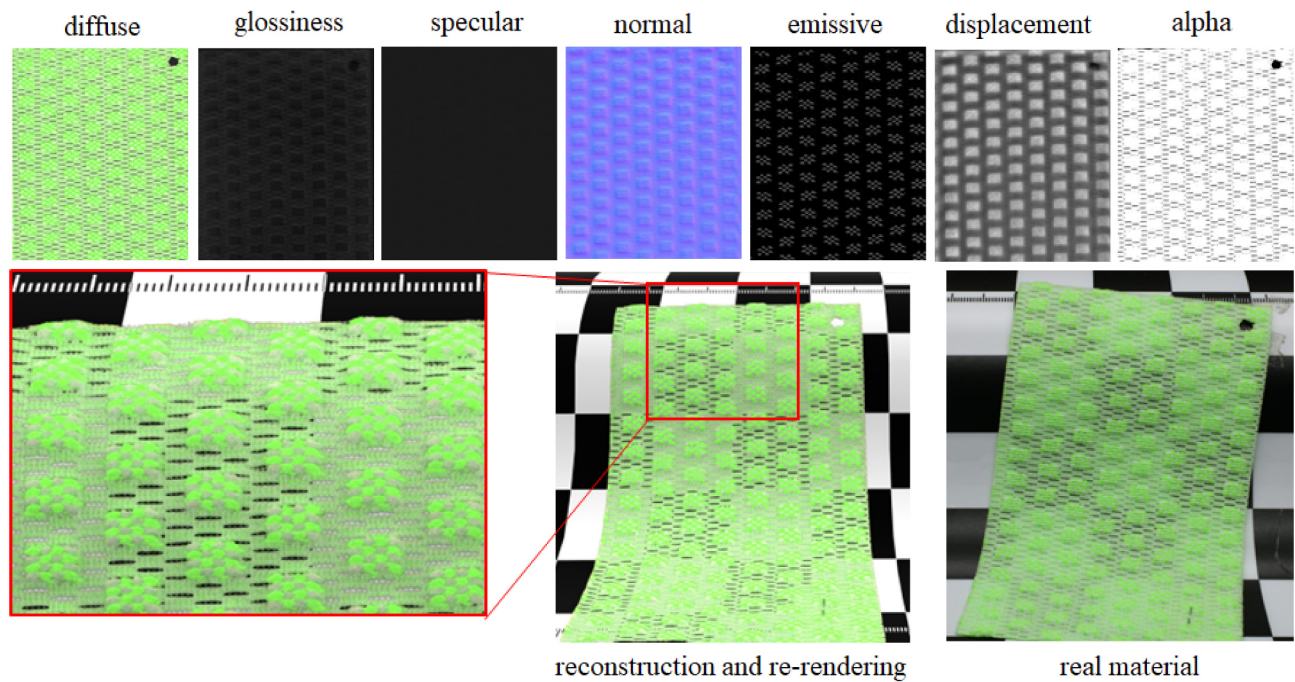 diffuse
glossiness
specular
normal
emissive
displacement
alpha
reconstruction and re-rendering
real material